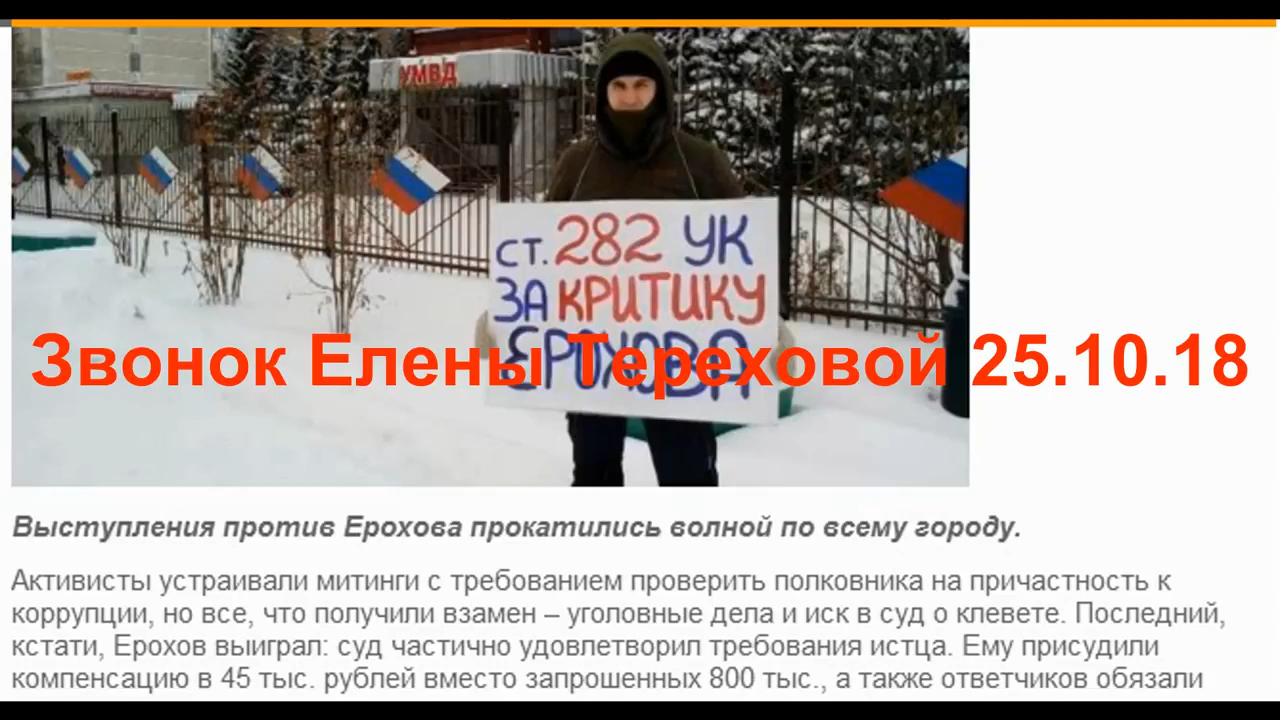 УМВД
СТ. 282 УК
ЗА КРИТИКУ
ЕРОХОВА
Звонок Елены Тереховой 25.10.18
Выступления против Ерохова прокатились волной по всему городу.
Активисты устраивали митинги с требованием проверить полковника на причастность к
коррупции, но все, что получили взамен – уголовные дела и иск в суд о клевете. Последний,
кстати, Ерохов выиграл: суд частично удовлетворил требования истца. Ему присудили
компенсацию в 45 тыс. рублей вместо запрошенных 800 тыс., а также ответчиков обязали